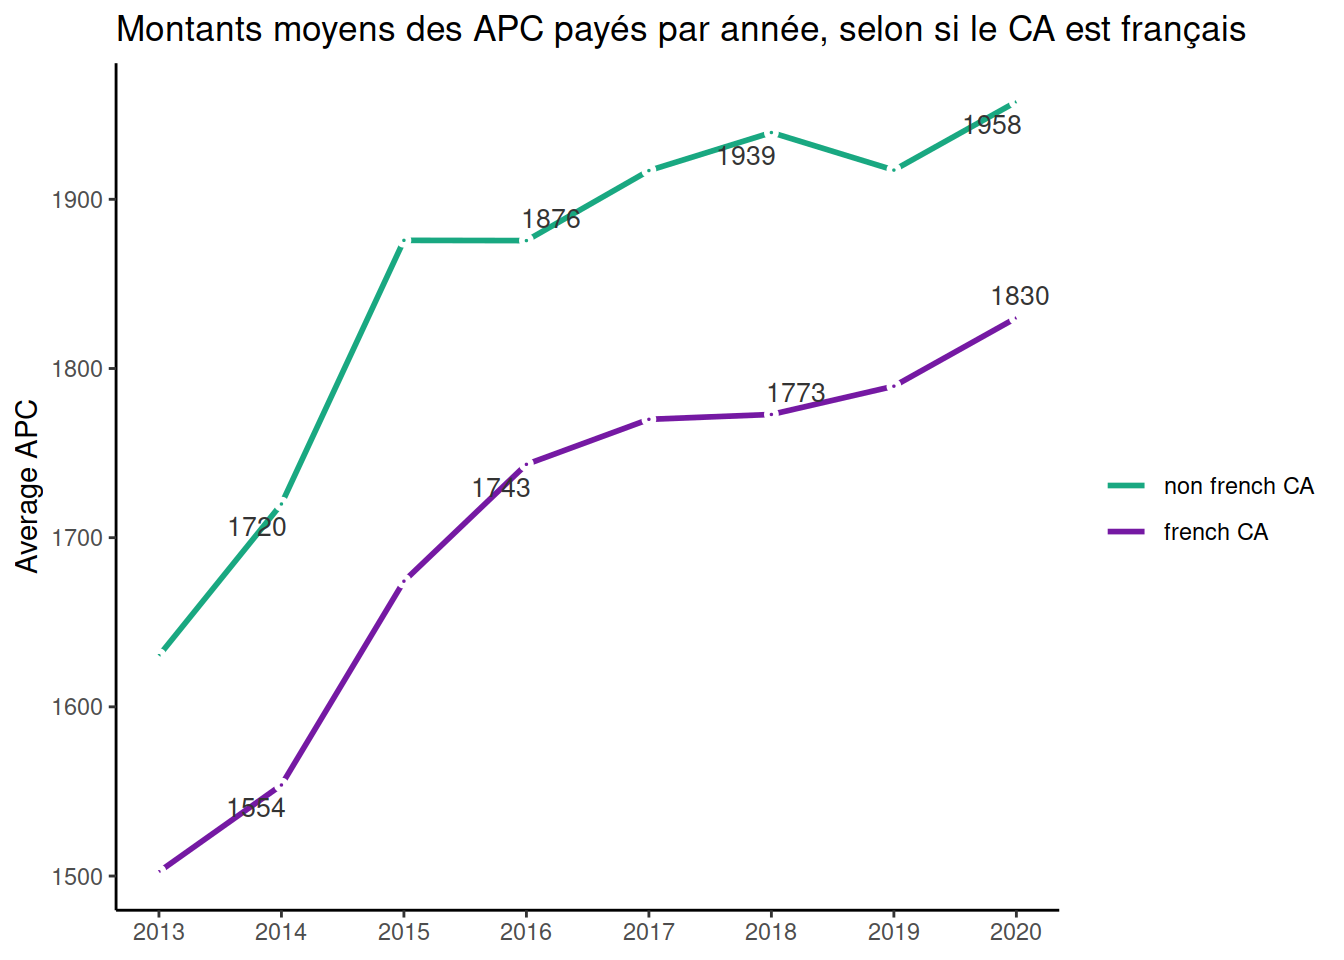 Montants moyens des APC payés par année, selon si le CA est français
Average APC
1900
1800
1700
1600
1500
1958
1939
1876
1830
1773
1743
1720
1554
non french CA
french CA
2013 2014 2015 2016 2017 2018 2019 2020